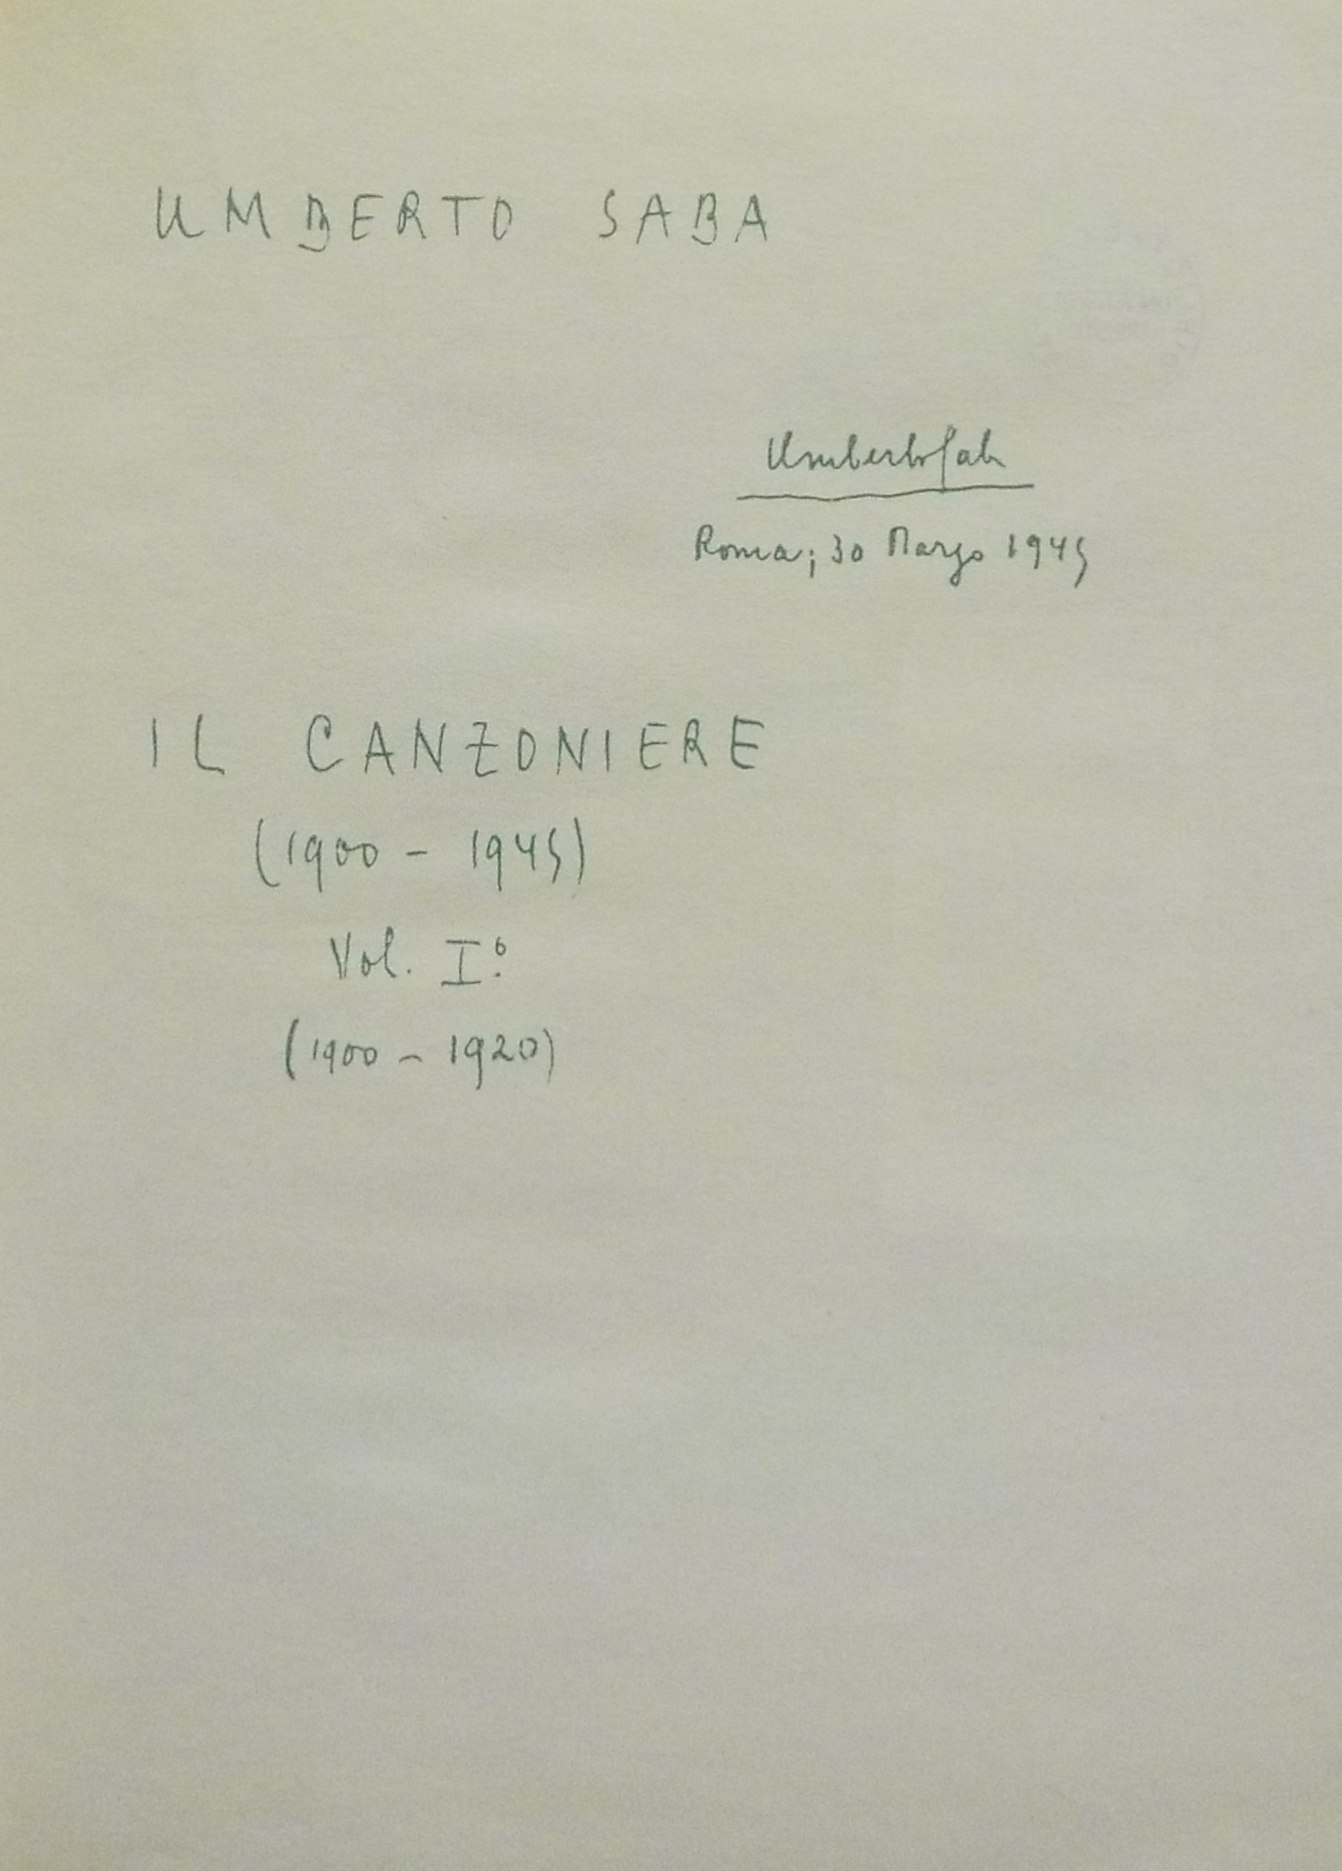 UMBERTO SABA
Umberto Saba
Roma; 30 Marzo 1945
IL CANZONIERE
(1900 - 1945)
Vol. I.º
(1900 - 1920)